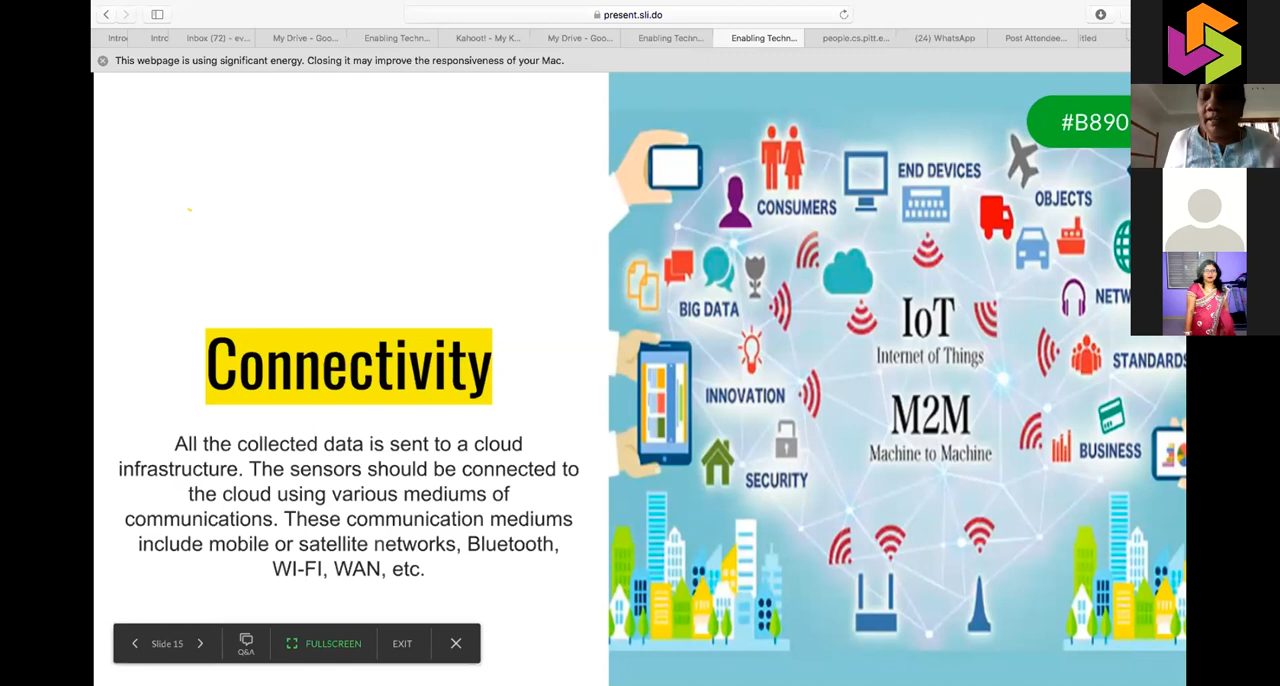 present.sli.do
Introd
Intro
Inbox (72) - ev...
My Drive - Goo...
Enabling Techn...
Kahoot! - My K...
My Drive - Goo...
Enabling Techn...
Enabling Techn...
people.cs.pitt.e...
(24) WhatsApp
Post Attendee...
itled
This webpage is using significant energy. Closing it may improve the responsiveness of your Mac.
Connectivity
All the collected data is sent to a cloud
infrastructure. The sensors should be connected to
the cloud using various mediums of
communications. These communication mediums
include mobile or satellite networks, Bluetooth,
WI-FI, WAN, etc.
Slide 15
Q&A
FULLSCREEN
EXIT
#B890
CONSUMERS
END DEVICES
OBJECTS
BIG DATA
IoT
Internet of Things
NETW
STANDARDS
INNOVATION
M2M
Machine to Machine
BUSINESS
SECURITY